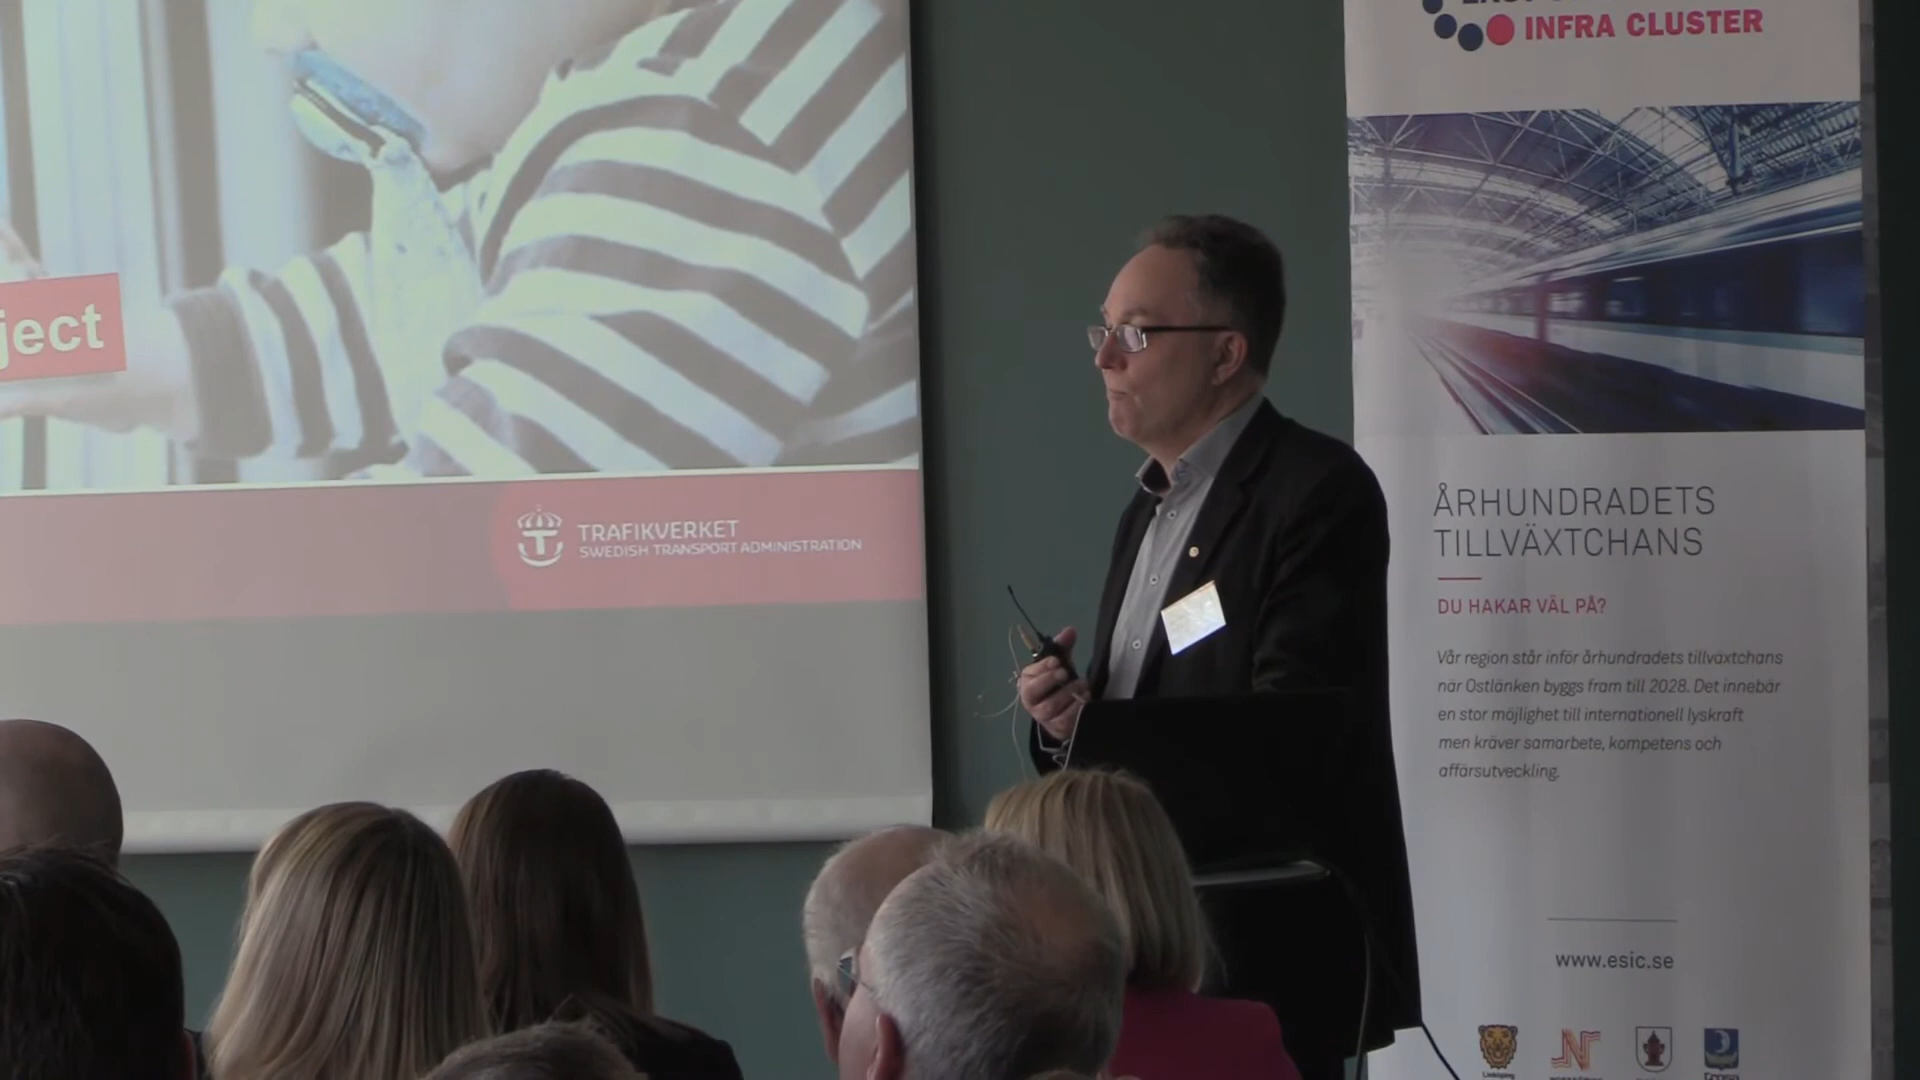 ject
TRAFIKVERKET
SWEDISH TRANSPORT ADMINISTRATION
INFRA CLUSTER
ÅRHUNDRADETS
TILLVÄXTCHANS
DU HAKAR VÄL PÅ?
Vår region står inför århundradets tillväxtchans
när Ostlänken byggs fram till 2028. Det innebär
en stor möjlighet till internationell lyskraft
men kräver samarbete, kompetens och
affärsutveckling.
www.esic.se
Linköping